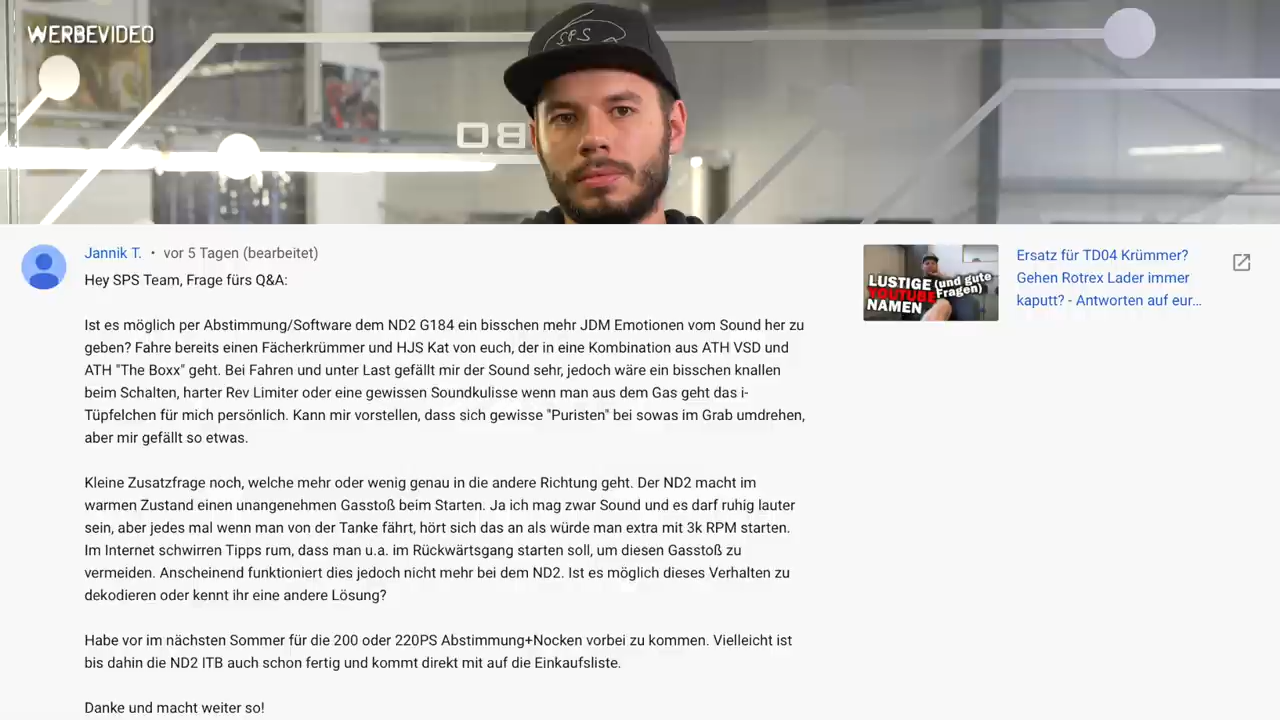 WERBEVIDEO
SPS
Jannik T. • vor 5 Tagen (bearbeitet)
Hey SPS Team, Frage fürs Q&A:
Ist es möglich per Abstimmung/Software dem ND2 G184 ein bisschen mehr JDM Emotionen vom Sound her zu
geben? Fahre bereits einen Fächerkrümmer und HJS Kat von euch, der in eine Kombination aus ATH VSD und
ATH "The Boxx" geht. Bei Fahren und unter Last gefällt mir der Sound sehr, jedoch wäre ein bisschen knallen
beim Schalten, harter Rev Limiter oder eine gewissen Soundkulisse wenn man aus dem Gas geht das i-
Tüpfelchen für mich persönlich. Kann mir vorstellen, dass sich gewisse "Puristen" bei sowas im Grab umdrehen,
aber mir gefällt so etwas.
Kleine Zusatzfrage noch, welche mehr oder wenig genau in die andere Richtung geht. Der ND2 macht im
warmen Zustand einen unangenehmen Gasstoß beim Starten. Ja ich mag zwar Sound und es darf ruhig lauter
sein, aber jedes mal wenn man von der Tanke fährt, hört sich das an als würde man extra mit 3k RPM starten.
Im Internet schwirren Tipps rum, dass man u.a. im Rückwärtsgang starten soll, um diesen Gasstoß zu
vermeiden. Anscheinend funktioniert dies jedoch nicht mehr bei dem ND2. Ist es möglich dieses Verhalten zu
dekodieren oder kennt ihr eine andere Lösung?
Habe vor im nächsten Sommer für die 200 oder 220PS Abstimmung+Nocken vorbei zu kommen. Vielleicht ist
bis dahin die ND2 ITB auch schon fertig und kommt direkt mit auf die Einkaufsliste.
Danke und macht weiter so!
LUSTIGE (und gute
YOUTUBE Fragen)
NAMEN
Ersatz für TD04 Krümmer?
Gehen Rotrex Lader immer
kaputt? - Antworten auf eur...